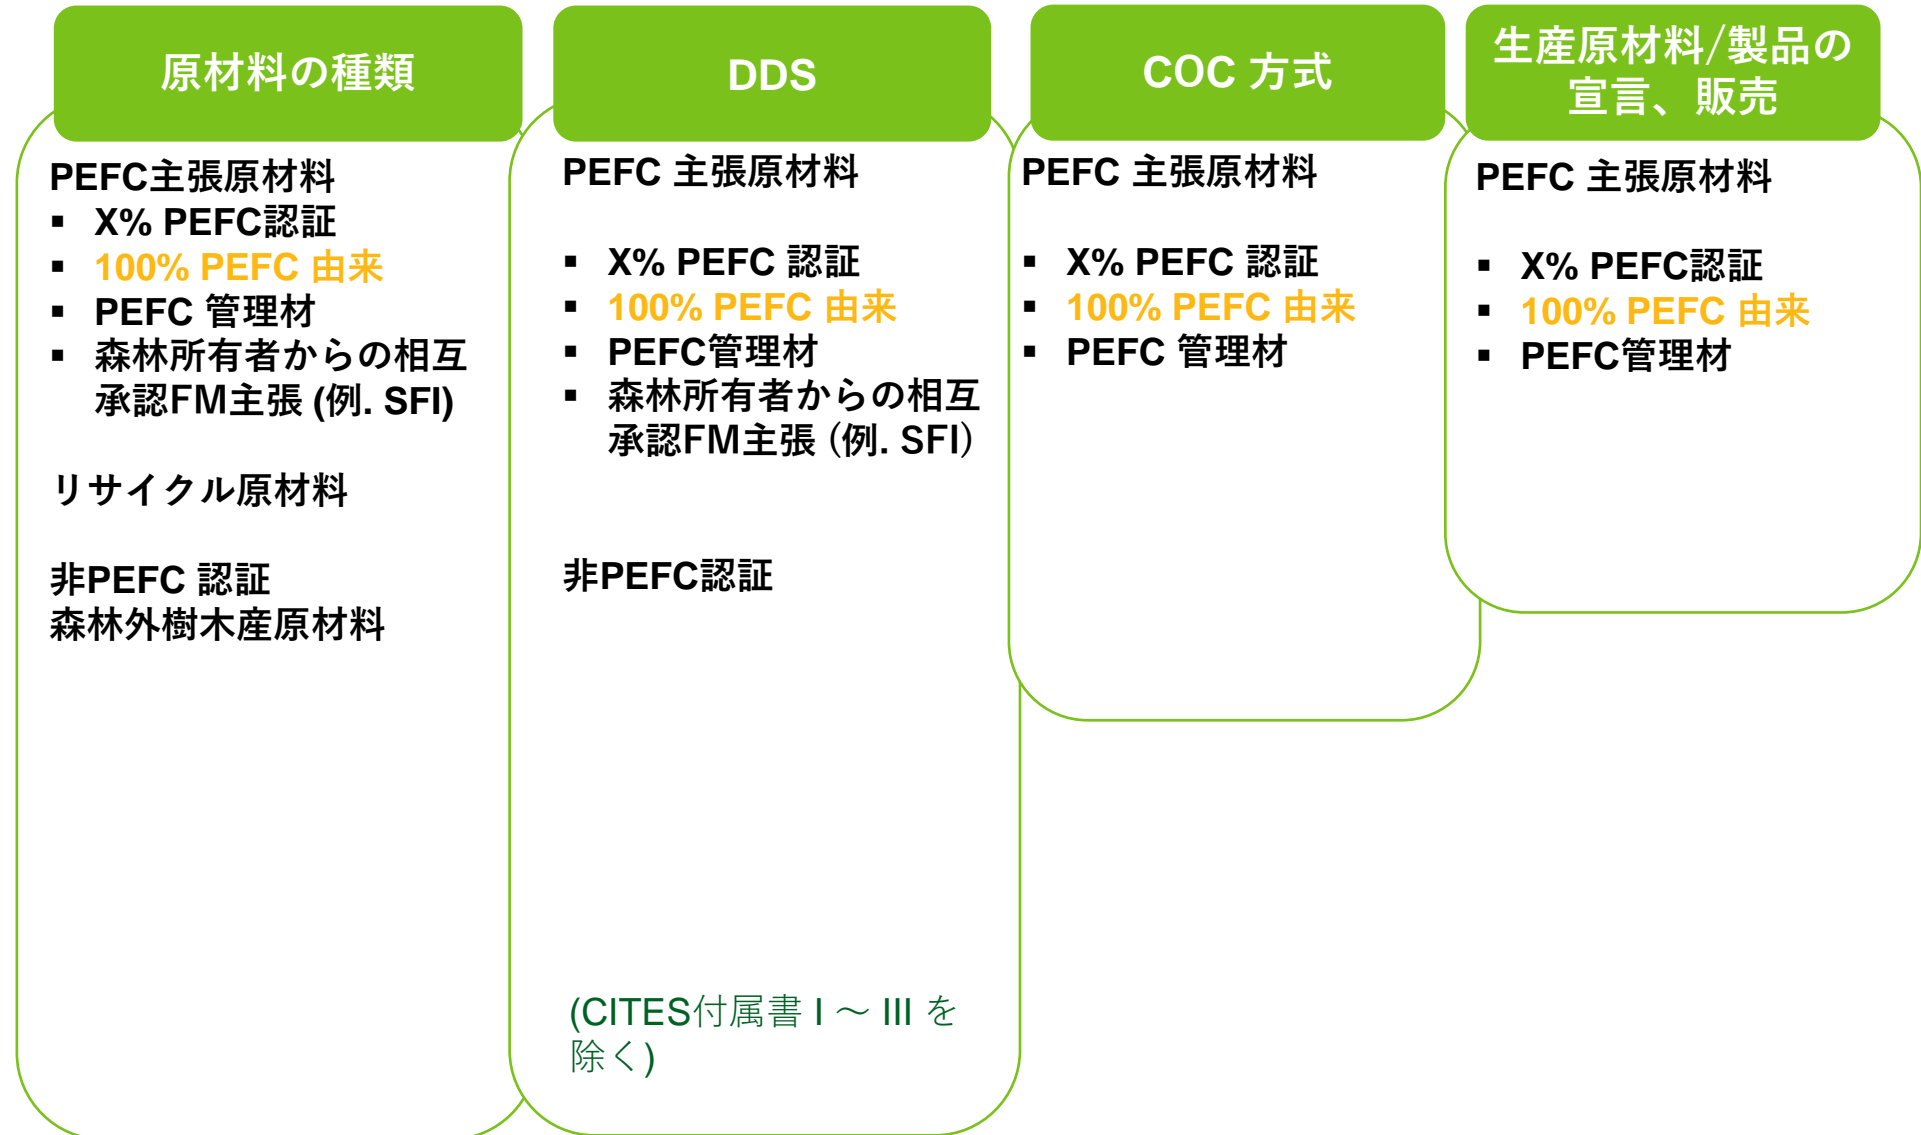 原材料の種類
PEFC主張原材料
▪ X% PEFC認証
▪ 100% PEFC 由来
▪ PEFC 管理材
▪ 森林所有者からの相互
承認FM主張 (例. SFI)
リサイクル原材料
非PEFC 認証
森林外樹木産原材料
DDS
PEFC 主張原材料
▪ X% PEFC 認証
▪ 100% PEFC 由来
▪ PEFC管理材
▪ 森林所有者からの相互
承認FM主張 (例. SFI)
非PEFC認証
(CITES付属書 I ～ III を
除く)
COC 方式
PEFC 主張原材料
▪ X% PEFC 認証
▪ 100% PEFC 由来
▪ PEFC 管理材
生産原材料/製品の
宣言、販売
PEFC 主張原材料
▪ X% PEFC認証
▪ 100% PEFC 由来
▪ PEFC管理材